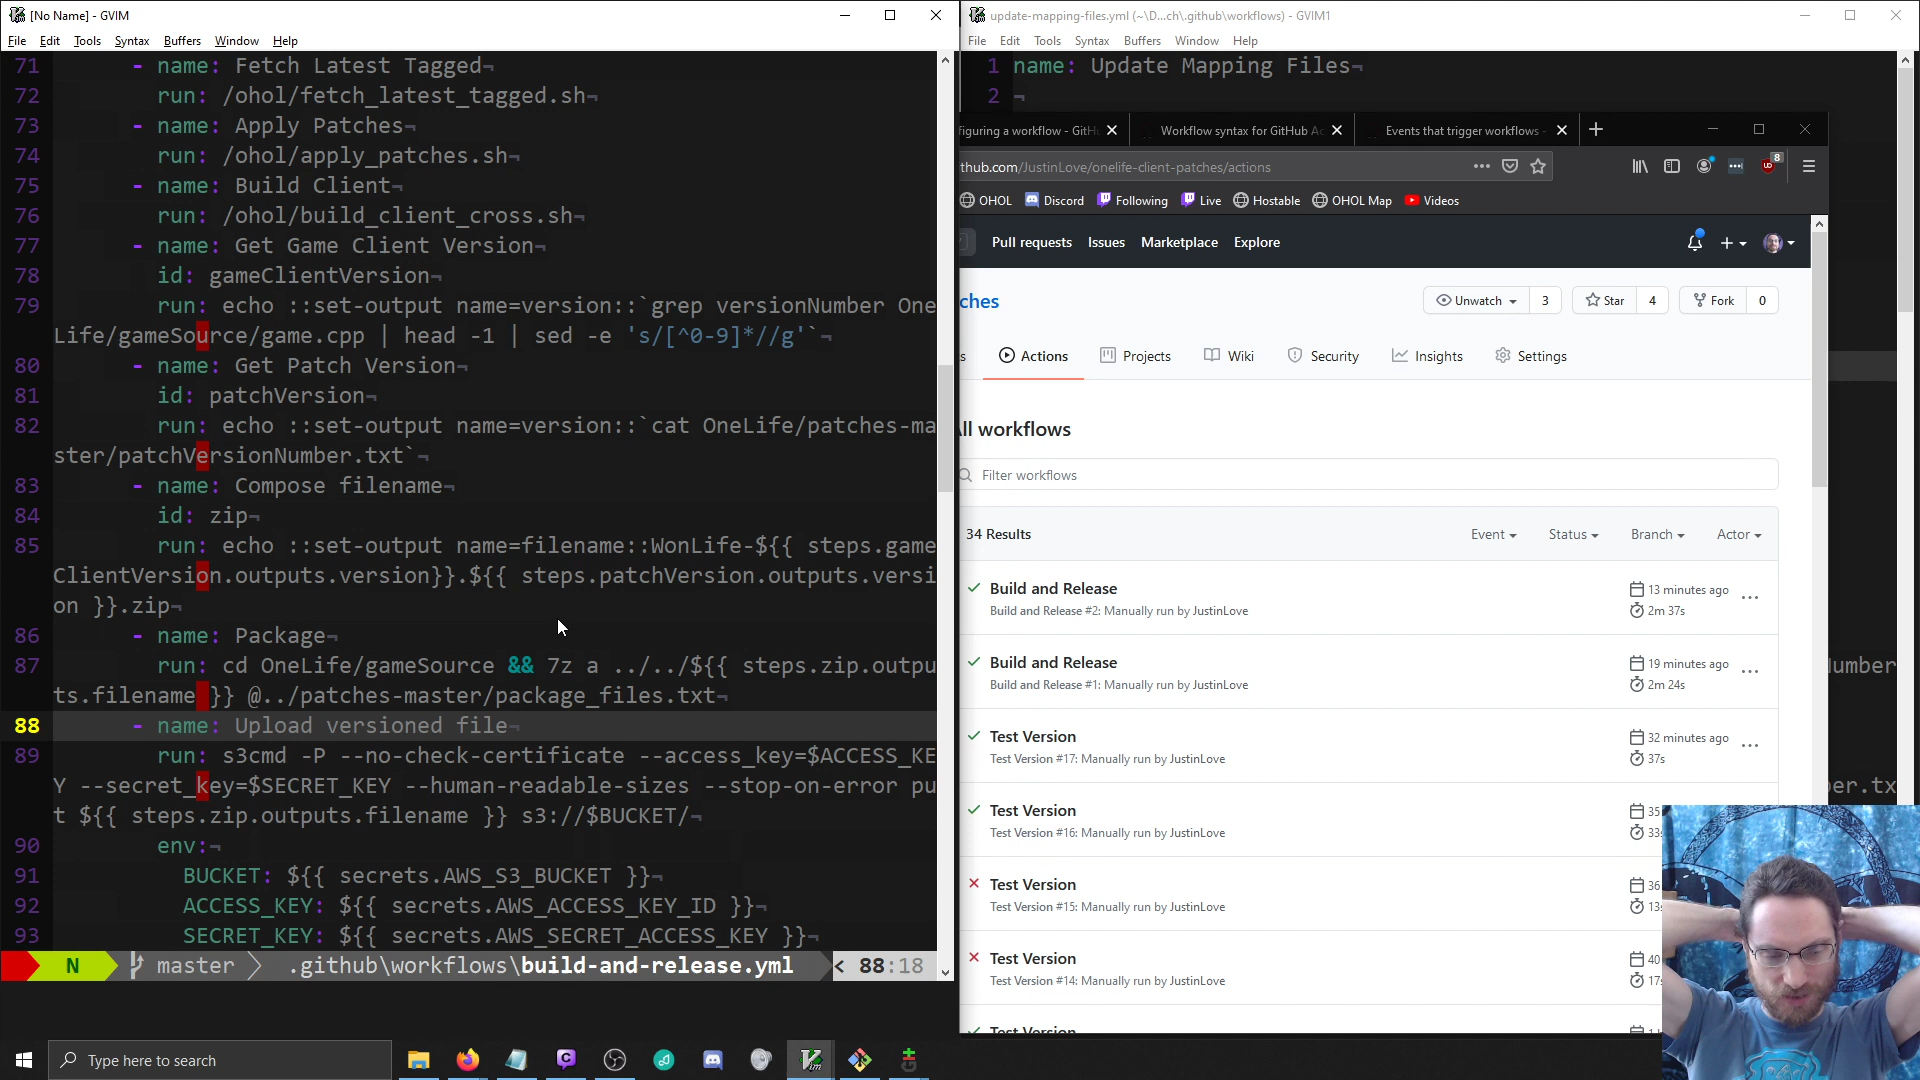 [No Name] - GVIM
File Edit Tools Syntax Buffers Window Help
71 - name: Fetch Latest Tagged¬
72 run: /ohol/fetch_latest_tagged.sh¬
73 - name: Apply Patches¬
74 run: /ohol/apply_patches.sh¬
75 - name: Build Client¬
76 run: /ohol/build_client_cross.sh¬
77 - name: Get Game Client Version¬
78 id: gameClientVersion¬
79 run: echo ::set-output name=version::`grep versionNumber One
Life/gameSource/game.cpp | head -1 | sed -e 's/[^0-9]*//g'`¬
80 - name: Get Patch Version¬
81 id: patchVersion¬
82 run: echo ::set-output name=version::`cat OneLife/patches-ma
ster/patchVersionNumber.txt`¬
83 - name: Compose filename¬
84 id: zip¬
85 run: echo ::set-output name=filename::WonLife-${{ steps.game
ClientVersion.outputs.version}}.${{ steps.patchVersion.outputs.versi
on }}.zip¬
86 - name: Package¬
87 run: cd OneLife/gameSource && 7z a ../../${{ steps.zip.outpu
ts.filename }} @../patches-master/package_files.txt¬
88 - name: Upload versioned file¬
89 run: s3cmd -P --no-check-certificate --access_key=$ACCESS_KE
Y --secret_key=$SECRET_KEY --human-readable-sizes --stop-on-error pu
t ${{ steps.zip.outputs.filename }} s3://$BUCKET/¬
90 env:¬
91 BUCKET: ${{ secrets.AWS_S3_BUCKET }}¬
92 ACCESS_KEY: ${{ secrets.AWS_ACCESS_KEY_ID }}¬
93 SECRET_KEY: ${{ secrets.AWS_SECRET_ACCESS_KEY }}¬
N master .github\workflows\build-and-release.yml < 88:18
update-mapping-files.yml (~\D...ch\.github\workflows) - GVIM1
File Edit Tools Syntax Buffers Window Help
1 name: Update Mapping Files¬
2 ¬
figuring a workflow - GitH Workflow syntax for GitHub Ac Events that trigger workflows -
thub.com/JustinLove/onelife-client-patches/actions
8
OHOL Discord Following Live Hostable OHOL Map Videos
Pull requests Issues Marketplace Explore
ches
Unwatch 3 Star 4 Fork 0
s Actions Projects Wiki Security Insights Settings
ll workflows
Filter workflows
34 Results Event Status Branch Actor
Build and Release 13 minutes ago
Build and Release #2: Manually run by JustinLove 2m 37s
Build and Release 19 minutes ago
Build and Release #1: Manually run by JustinLove 2m 24s
Test Version 32 minutes ago
Test Version #17: Manually run by JustinLove 37s
Test Version 35
Test Version #16: Manually run by JustinLove 33s
Test Version 36
Test Version #15: Manually run by JustinLove 13s
Test Version 40
Test Version #14: Manually run by JustinLove 17s
Test Version
umber
ber.tx
Type here to search